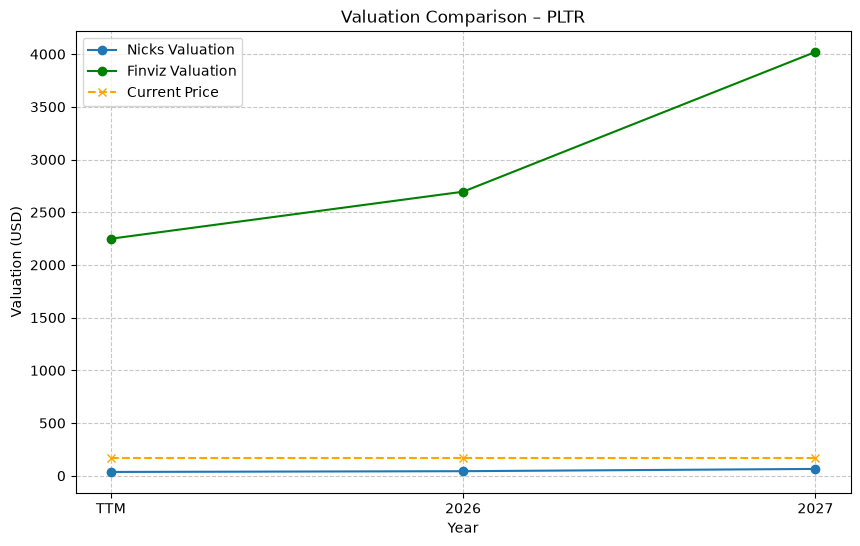 Valuation Comparison – PLTR
Nicks Valuation
Finviz Valuation
Current Price
4000
3500
3000
2500
2000
1500
1000
500
0
Valuation (USD)
TTM
2026
2027
Year